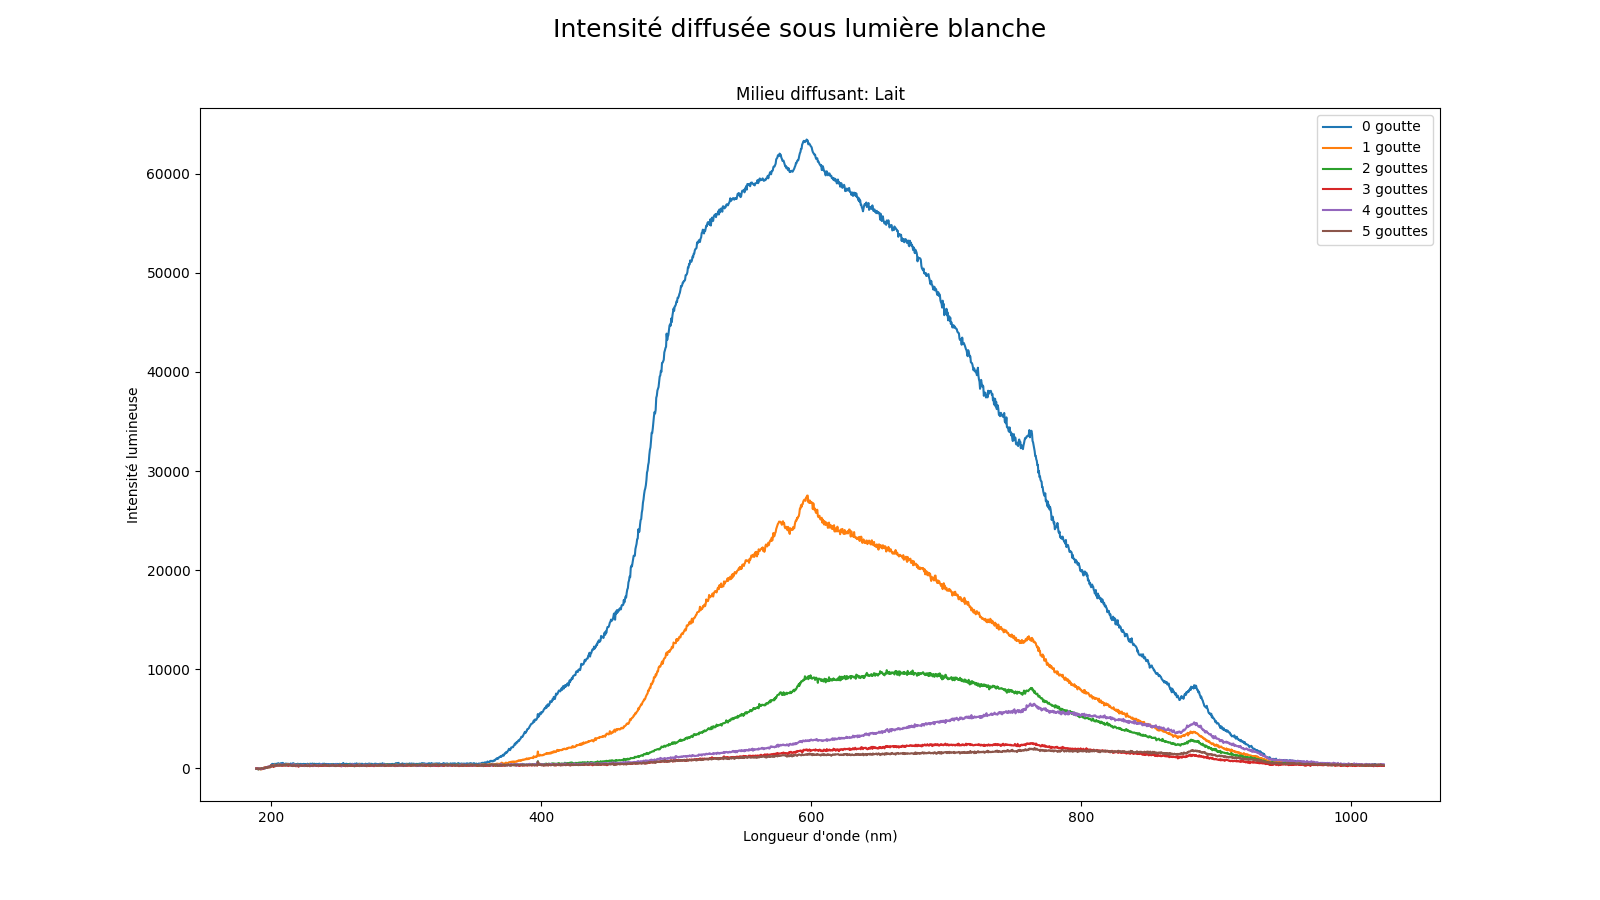 Intensité diffusée sous lumière blanche
Milieu diffusant: Lait
0 goutte
1 goutte
2 gouttes
3 gouttes
4 gouttes
5 gouttes
Intensité lumineuse
60000
50000
40000
30000
20000
10000
0
200 400 600 800 1000
Longueur d'onde (nm)